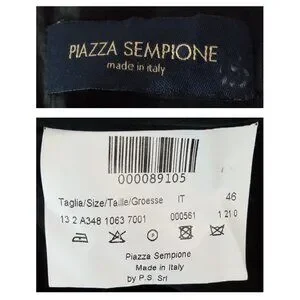 PIAZZA SEMPIONE
made in italy
000089105
Taglia/Size/Taille/Groesse IT 46
13 2 A348 1063 7001 000561 1 21 0
Piazza Sempione
Made in Italy
by P.S. Srl